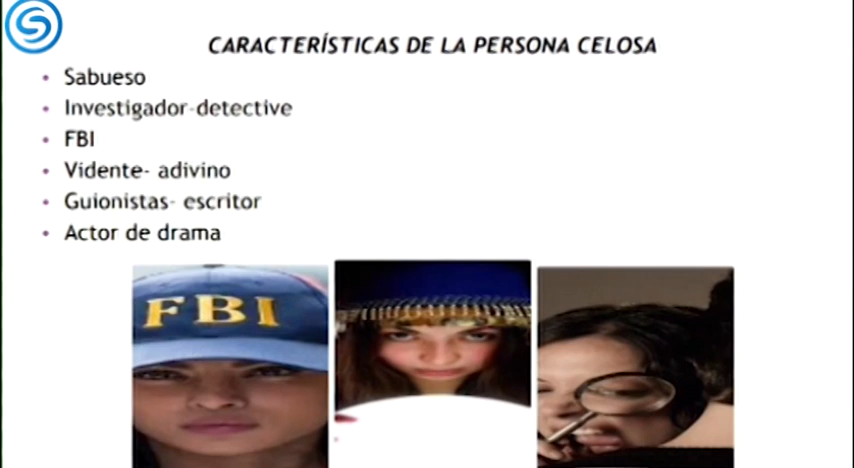 CARACTERÍSTICAS DE LA PERSONA CELOSA
• Sabueso
• Investigador-detective
• FBI
• Vidente- adivino
• Guionistas- escritor
• Actor de drama
FBI